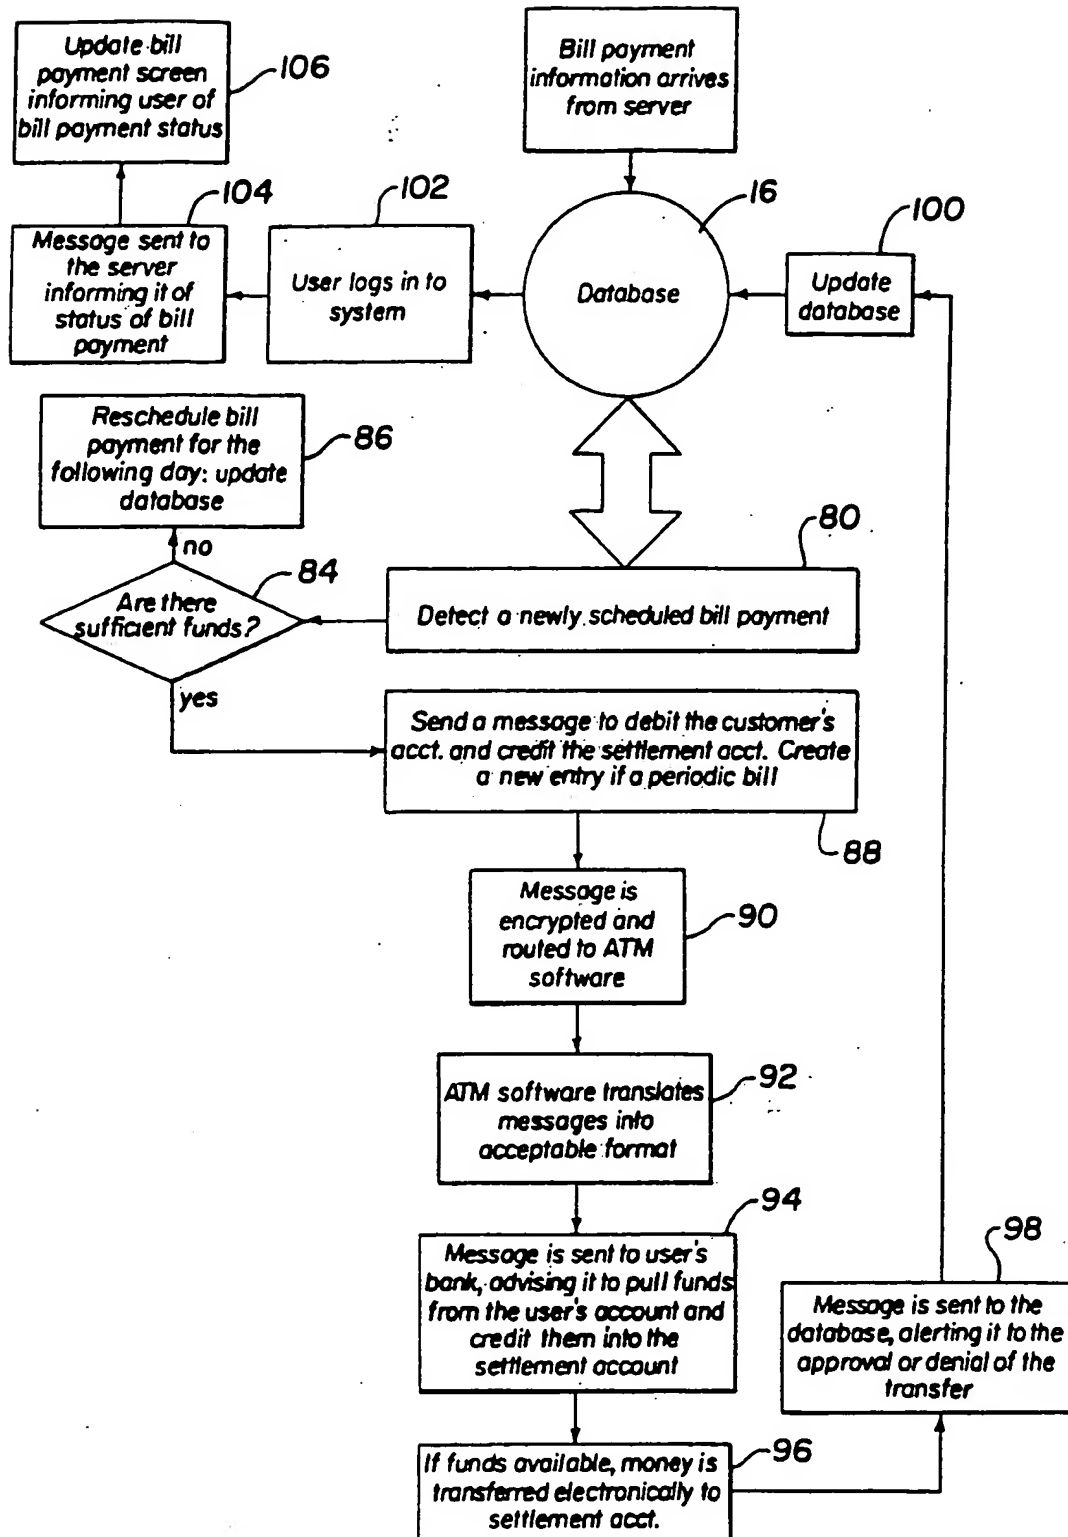 Update bill
payment screen
informing user of
bill payment status
106
Bill payment
information arrives
from server
104
Message sent to
the server
informing it of
status of bill
payment
102
User logs in to
system
16
Database
100
Update
database
Reschedule bill
payment for the
following day: update
database
86
no
84
Are there
sufficient funds?
yes
80
Detect a newly scheduled bill payment
Send a message to debit the customer's
acct. and credit the settlement acct. Create
a new entry if a periodic bill
88
Message is
encrypted and
routed to ATM
software
90
ATM software translates
messages into
acceptable format
92
94
Message is sent to user's
bank, advising it to pull funds
from the user's account and
credit them into the
settlement account
98
Message is sent to the
database, alerting it to the
approval or denial of the
transfer
If funds available, money is
transferred electronically to
settlement acct.
96